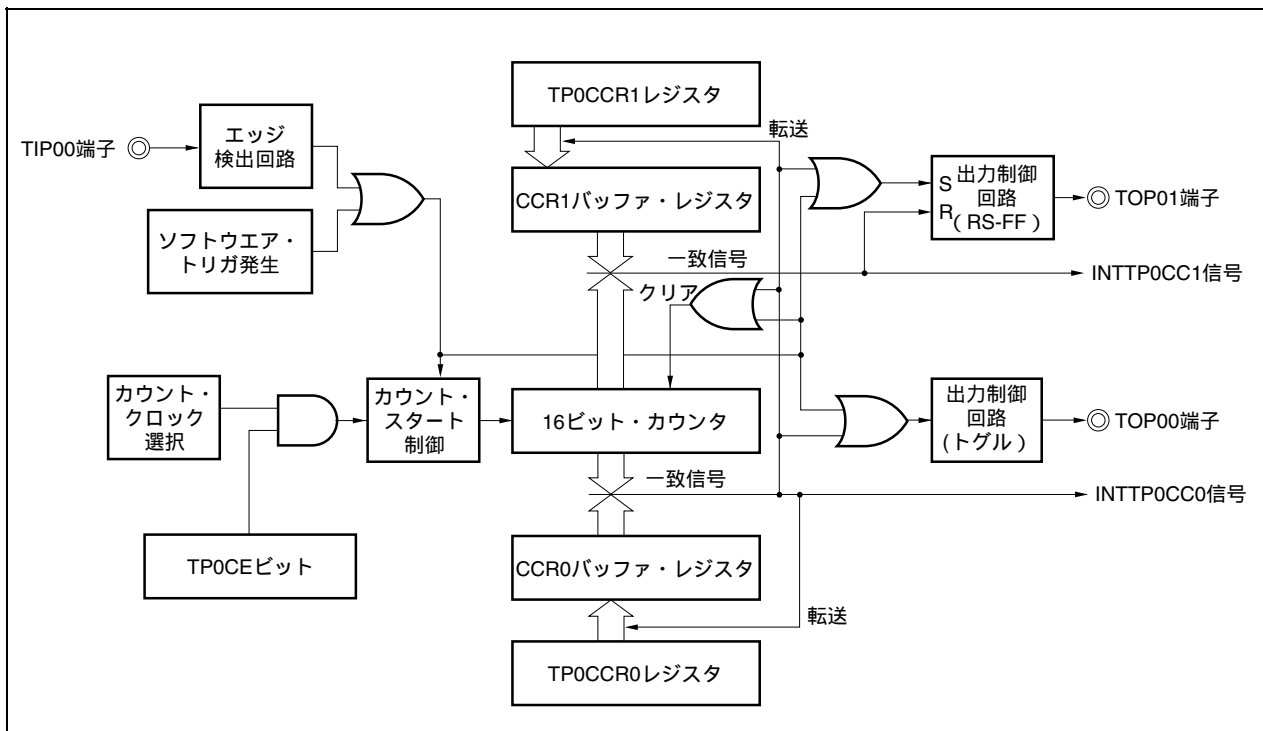 TP0CCR1レジスタ
転送
TIP00端子
エッジ
検出回路
CCR1バッファ・レジスタ
S
R
出力制御
回路
(RS-FF)
TOP01端子
ソフトウエア・
トリガ発生
一致信号
INTTP0CC1信号
クリア
カウント・
クロック
選択
カウント・
スタート
制御
16ビット・カウンタ
出力制御
回路
(トグル)
TOP00端子
一致信号
INTTP0CC0信号
TP0CEビット
CCR0バッファ・レジスタ
転送
TP0CCR0レジスタ